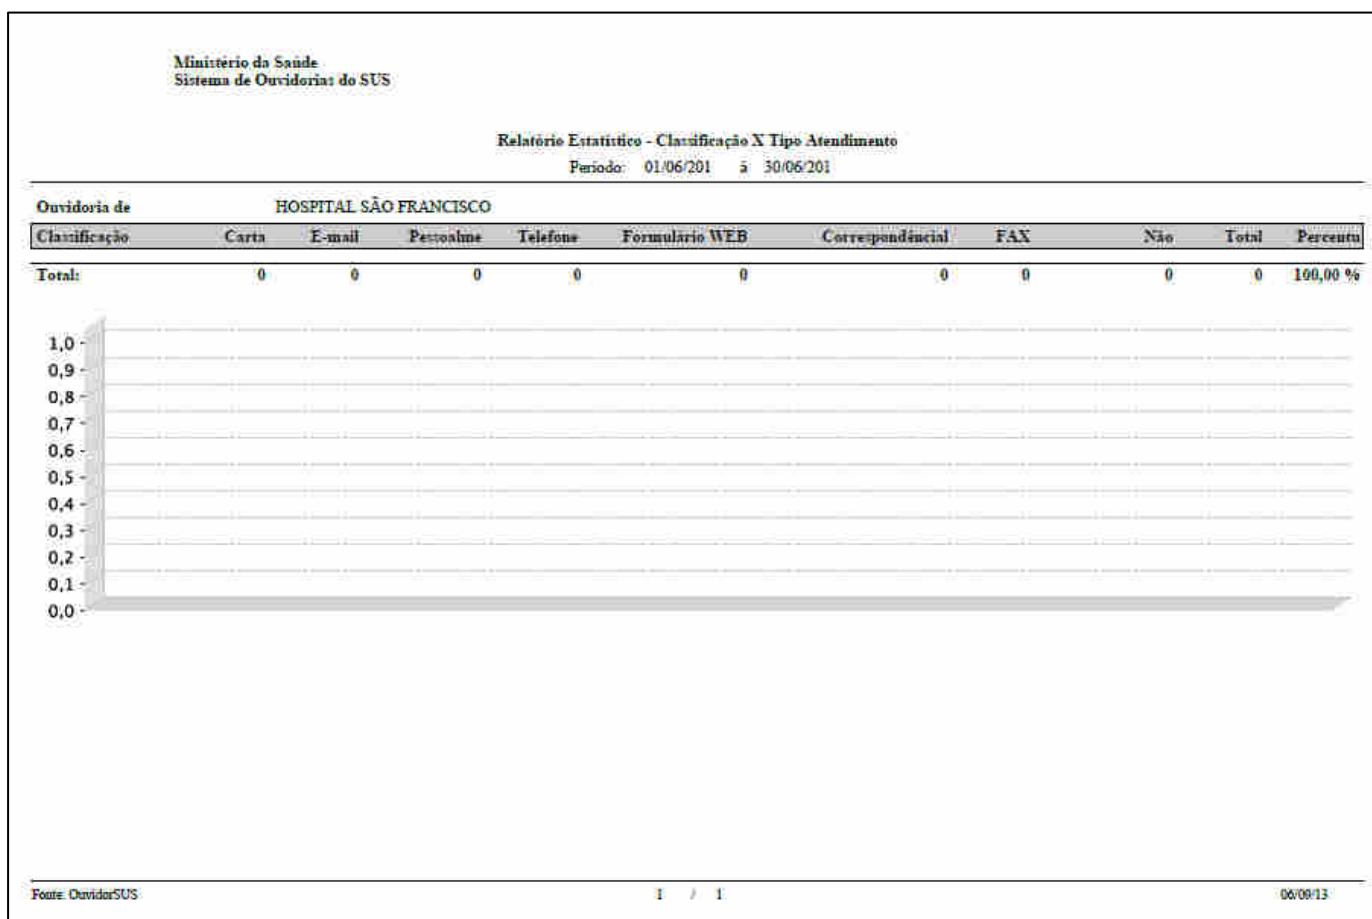 Ministério da Saúde
Sistema de Ouvidorias do SUS
Relatório Estatístico - Classificação X Tipo Atendimento
Período: 01/06/201 à 30/06/201
Ouvidoria de HOSPITAL SÃO FRANCISCO
Classificação Carta E-mail Pessoalme Telefone Formulário WEB Correspondêncial FAX Não Total Percentu
Total: 0 0 0 0 0 0 0 0 0 100,00 %
1,0
0,9
0,8
0,7
0,6
0,5
0,4
0,3
0,2
0,1
0,0
Fonte: OuvidorSUS 1 / 1 06/09/13